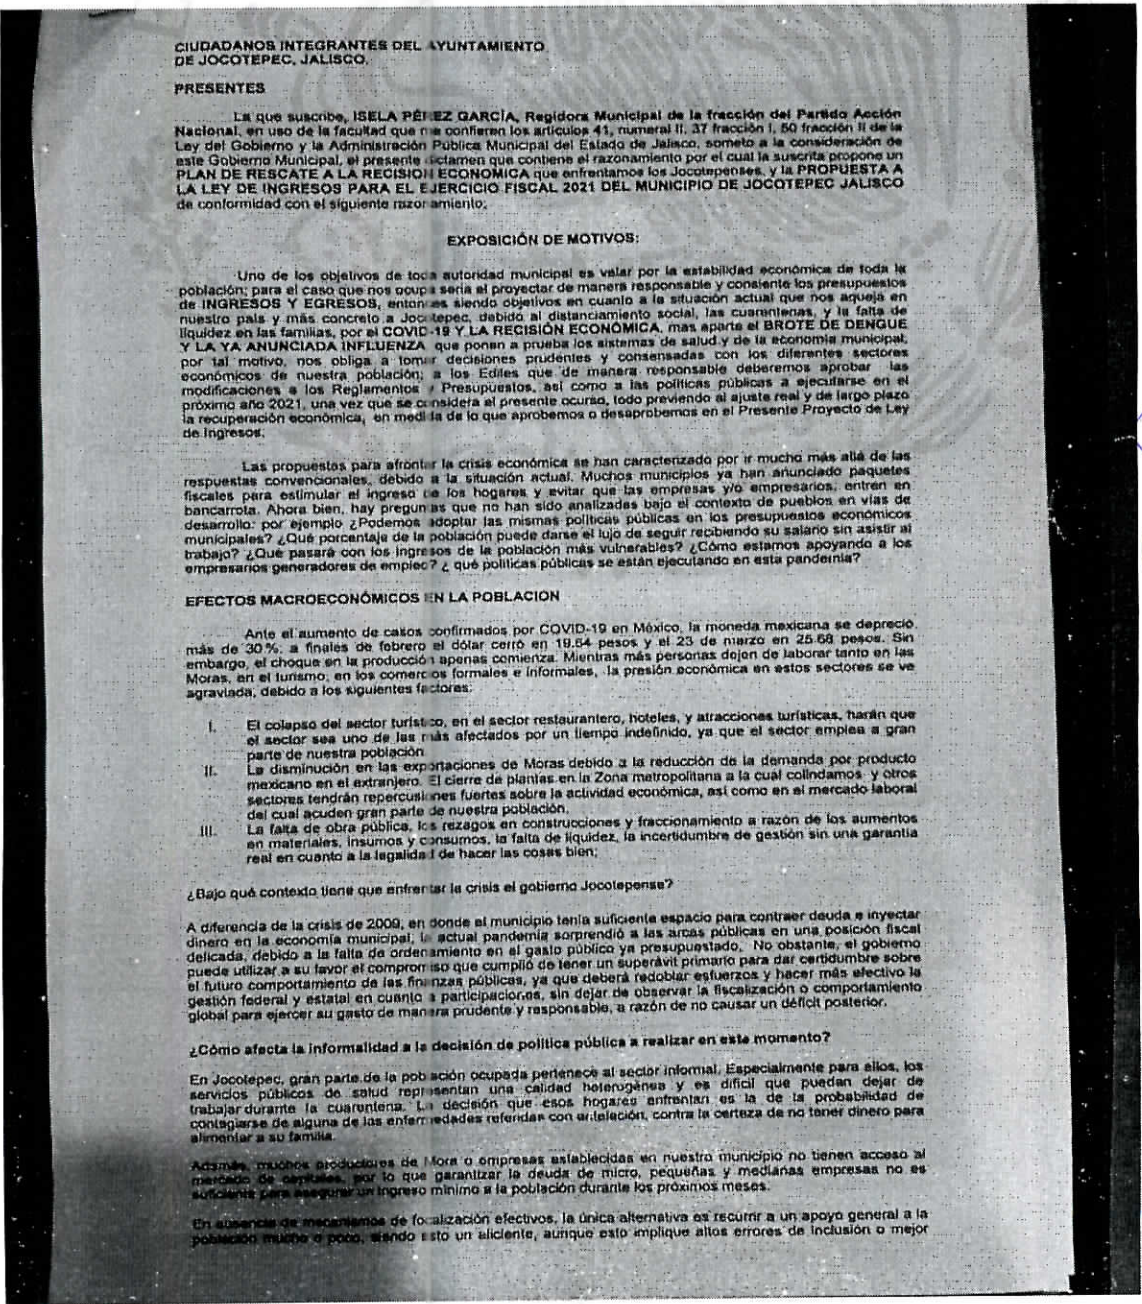 CIUDADANOS INTEGRANTES DEL AYUNTAMIENTO
DE JOCOTEPEC, JALISCO.
PRESENTES
La que suscribe, ISELA PÉREZ GARCÍA, Regidora Municipal de la fracción del Partido Acción
Nacional, en uso de la facultad que me confieren los artículos 41, numeral II, 37 fracción I, 50 fracción II de la
Ley del Gobierno y la Administración Pública Municipal del Estado de Jalisco, someto a la consideración de
este Gobierno Municipal, el presente dictamen que contiene el razonamiento por el cual la suscrita propone un
PLAN DE RESCATE A LA RECISIÓN ECONOMICA que enfrentamos los Jocotepenses, y la PROPUESTA A
LA LEY DE INGRESOS PARA EL EJERCICIO FISCAL 2021 DEL MUNICIPIO DE JOCOTEPEC JALISCO
de conformidad con el siguiente razonamiento;
EXPOSICIÓN DE MOTIVOS:
Uno de los objetivos de toda autoridad municipal es velar por la estabilidad económica de toda la
población; para el caso que nos ocupa sería el proyectar de manera responsable y consiente los presupuestos
de INGRESOS Y EGRESOS, entonces siendo objetivos en cuanto a la situación actual que nos aqueja en
nuestro país y más concreto a Jocotepec, debido al distanciamiento social, las cuarentenas, y la falta de
liquidez en las familias, por el COVID-19 Y LA RECISIÓN ECONÓMICA, mas aparte el BROTE DE DENGUE
Y LA YA ANUNCIADA INFLUENZA que ponen a prueba los sistemas de salud y de la economía municipal,
por tal motivo, nos obliga a tomar decisiones prudentes y consensadas con los diferentes sectores
económicos de nuestra población; a los Ediles que de manera responsable deberemos aprobar las
modificaciones a los Reglamentos y Presupuestos, así como a las políticas públicas a ejecutarse en el
próximo año 2021, una vez que se considera el presente ocurso, todo previendo al ajuste real y de largo plazo
la recuperación económica, en medida de lo que aprobemos o desaprobemos en el Presente Proyecto de Ley
de Ingresos;
Las propuestas para afrontar la crisis económica se han caracterizado por ir mucho más allá de las
respuestas convencionales, debido a la situación actual. Muchos municipios ya han anunciado paquetes
fiscales para estimular el ingreso de los hogares y evitar que las empresas y/o empresarios, entren en
bancarrota. Ahora bien, hay preguntas que no han sido analizadas bajo el contexto de pueblos en vías de
desarrollo: por ejemplo ¿Podemos adoptar las mismas políticas públicas en los presupuestos económicos
municipales? ¿Qué porcentaje de la población puede darse el lujo de seguir recibiendo su salario sin asistir al
trabajo? ¿Qué pasará con los ingresos de la población más vulnerables? ¿Cómo estamos apoyando a los
empresarios generadores de empleo? ¿ qué políticas públicas se están ejecutando en esta pandemia?
EFECTOS MACROECONÓMICOS EN LA POBLACION
Ante el aumento de casos confirmados por COVID-19 en México, la moneda mexicana se depreció
más de 30%: a finales de febrero el dólar cerró en 19.64 pesos y el 23 de marzo en 25.68 pesos. Sin
embargo, el choque en la producción apenas comienza. Mientras más personas dejen de laborar tanto en las
Moras, en el turismo, en los comercios formales e informales, la presión económica en estos sectores se ve
agraviada, debido a los siguientes factores:
I. El colapso del sector turístico, en el sector restaurantero, hoteles, y atracciones turísticas, harán que
el sector sea uno de las más afectados por un tiempo indefinido, ya que el sector emplea a gran
parte de nuestra población
II. La disminución en las exportaciones de Moras debido a la reducción de la demanda por producto
mexicano en el extranjero. El cierre de plantas en la Zona metropolitana a la cual colindamos y otros
sectores tendrán repercusiones fuertes sobre la actividad económica, así como en el mercado laboral
del cual acuden gran parte de nuestra población.
III. La falta de obra pública, los rezagos en construcciones y fraccionamiento a razón de los aumentos
en materiales, insumos y consumos, la falta de liquidez, la incertidumbre de gestión sin una garantía
real en cuanto a la legalidad de hacer las cosas bien;
¿Bajo qué contexto tiene que enfrentar la crisis el gobierno Jocotepense?
A diferencia de la crisis de 2009, en donde el municipio tenía suficiente espacio para contraer deuda e inyectar
dinero en la economía municipal, la actual pandemia sorprendió a las arcas públicas en una posición fiscal
delicada, debido a la falta de ordenamiento en el gasto público ya presupuestado. No obstante, el gobierno
puede utilizar a su favor el compromiso que cumplió de tener un superávit primario para dar certidumbre sobre
el futuro comportamiento de las finanzas públicas, ya que deberá redoblar esfuerzos y hacer más efectivo la
gestión federal y estatal en cuanto a participaciones, sin dejar de observar la fiscalización o comportamiento
global para ejercer su gasto de manera prudente y responsable, a razón de no causar un déficit posterior.
¿Cómo afecta la informalidad a la decisión de política pública a realizar en este momento?
En Jocotepec, gran parte de la población ocupada pertenece al sector informal. Especialmente para ellos, los
servicios públicos de salud representan una calidad heterogénea y es difícil que puedan dejar de
trabajar durante la cuarentena. La decisión que esos hogares enfrentan es la de la probabilidad de
contagiarse de alguna de las enfermedades referidas con antelación, contra la certeza de no tener dinero para
alimentar a su familia.
Además, muchos productores de Mora o empresas establecidas en nuestro municipio no tienen acceso al
mercado de capitales, por lo que garantizar la deuda de micro, pequeñas y medianas empresas no es
suficiente para asegurar un ingreso mínimo a la población durante los próximos meses.
En ausencia de mecanismos de focalización efectivos, la única alternativa es recurrir a un apoyo general a la
población mucho o poco, siendo esto un aliciente, aunque esto implique altos errores de inclusión o mejor